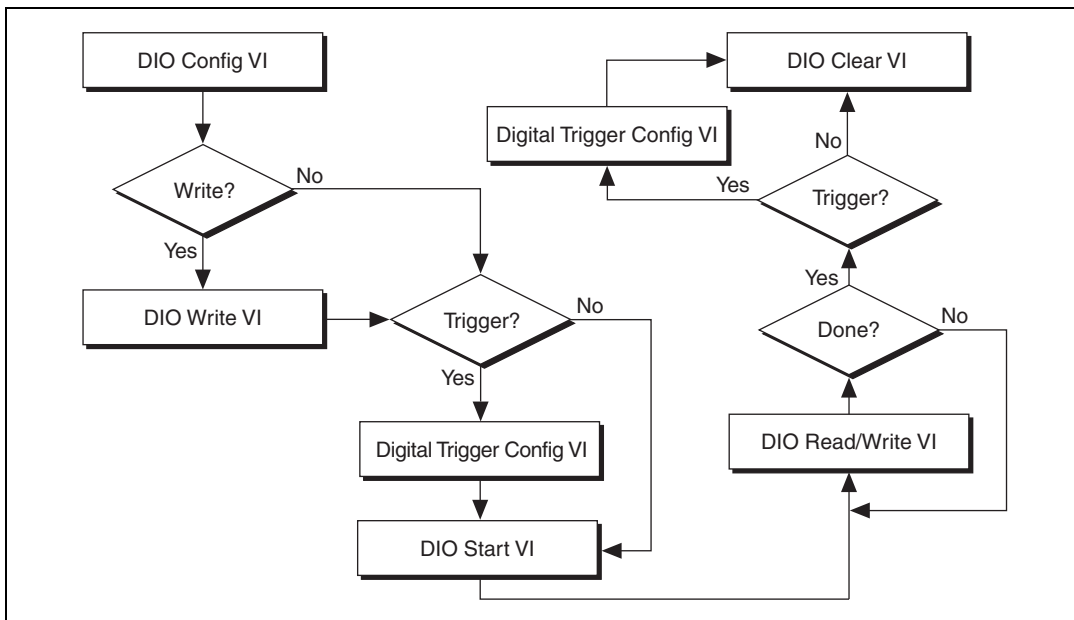 DIO Config VI
Write?
No
Yes
DIO Write VI
Trigger?
No
Yes
Digital Trigger Config VI
DIO Start VI
DIO Read/Write VI
Done?
No
Yes
Trigger?
No
Yes
Digital Trigger Config VI
DIO Clear VI